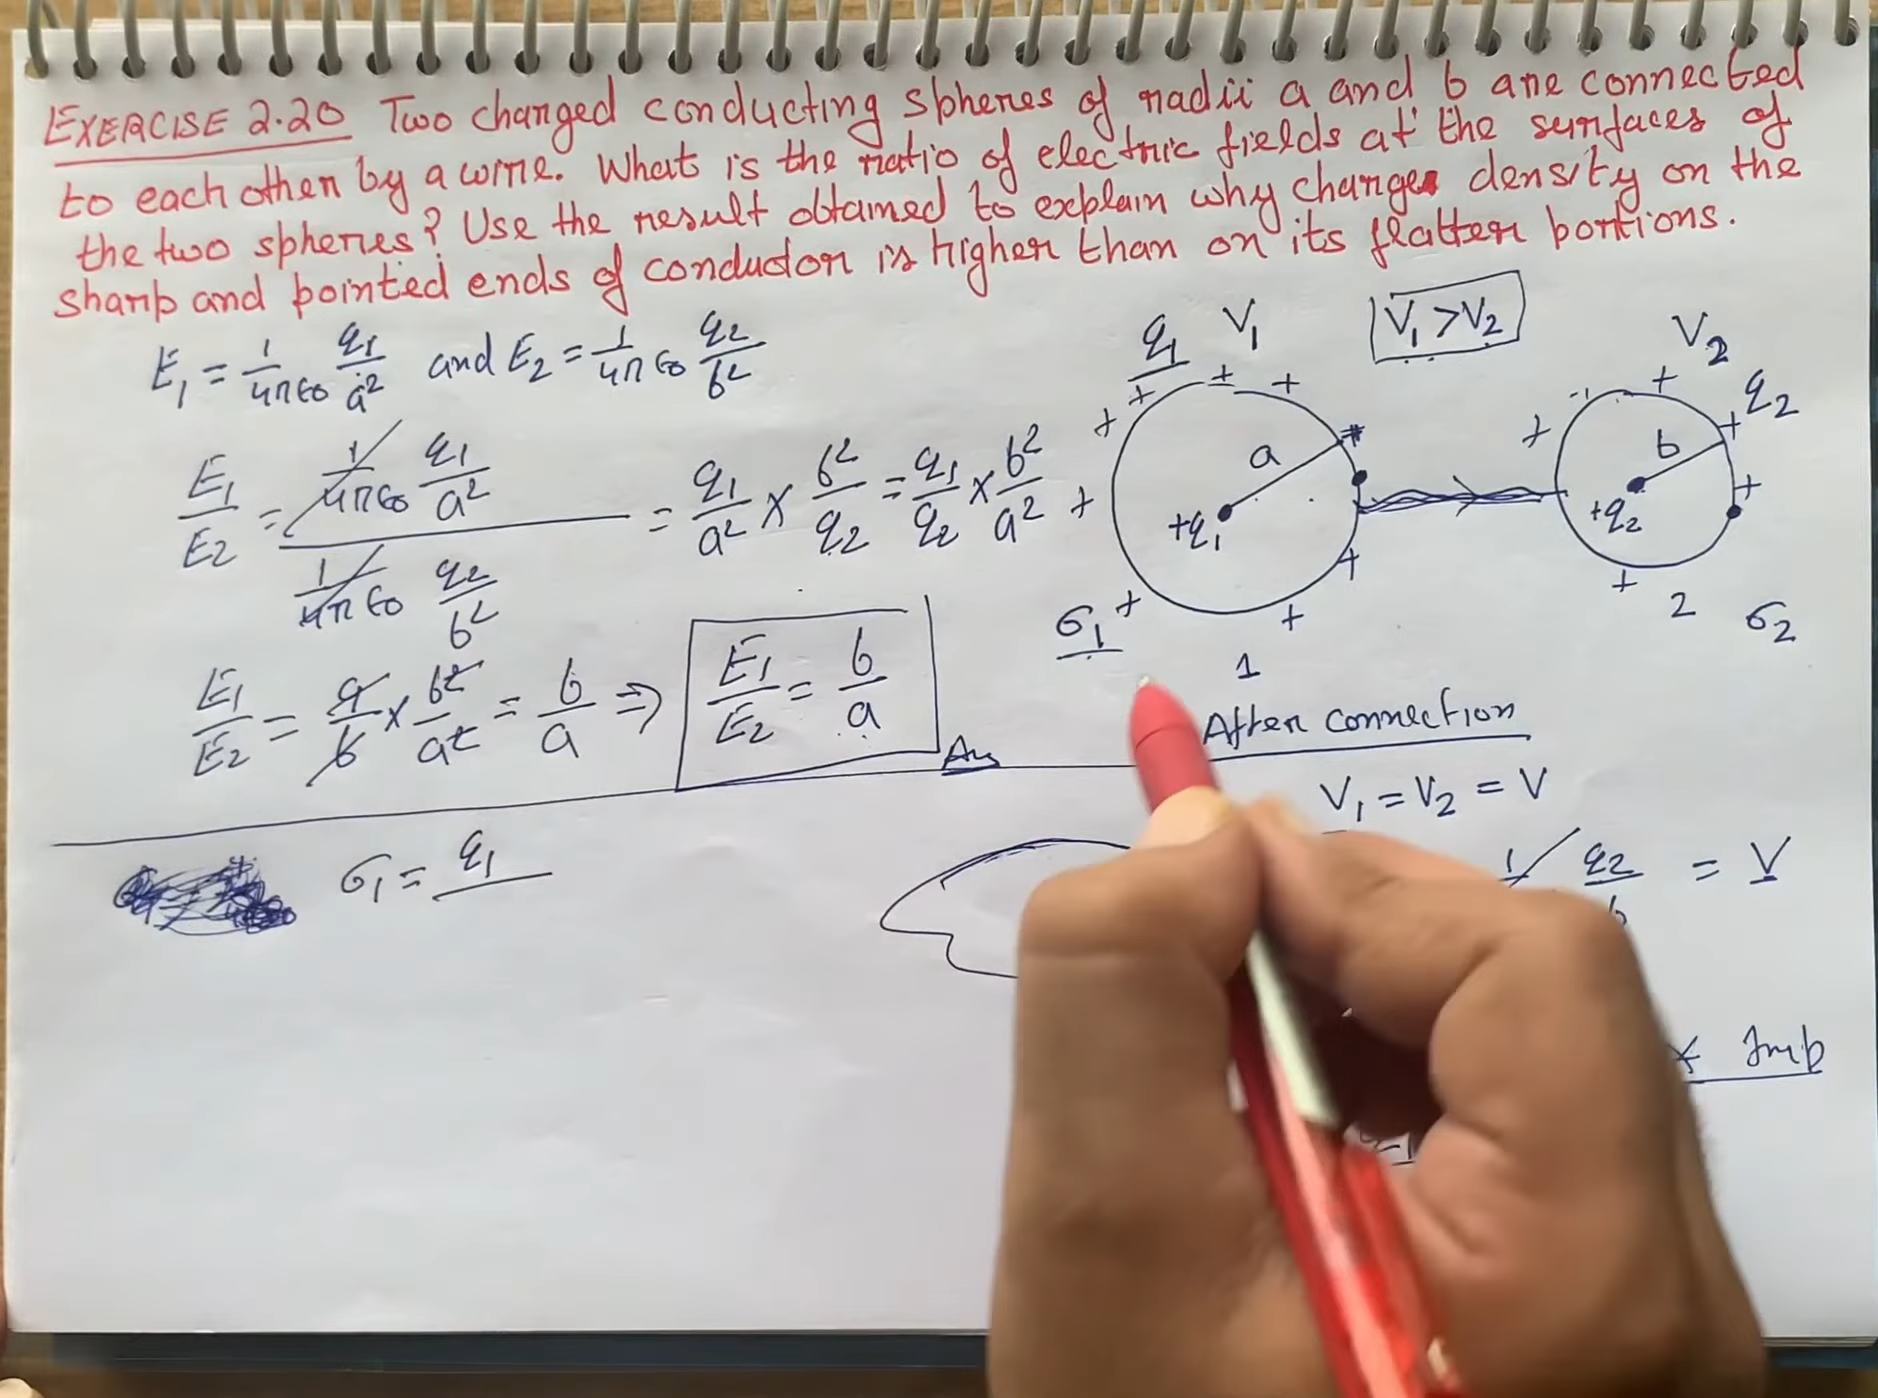 EXERCISE 2.20 Two charged conducting spheres of radii a and b are connected
to each other by a wire. What is the ratio of electric fields at the surfaces of
the two spheres? Use the result obtained to explain why charge density on the
sharp and pointed ends of conductor is higher than on its flatter portions.
E₁ = 1/4πε₀ q₁/a² and E₂ = 1/4πε₀ q₂/b²
E₁/E₂ = (1/4πε₀ q₁/a²)/(1/4πε₀ q₂/b²) = q₁/a² × b²/q₂ = q₁/q₂ × b²/a²
E₁/E₂ = a/b × b²/a² = b/a ⇒ E₁/E₂ = b/a Ans
σ₁ = q₁
q₁ V₁ V₁ > V₂ V₂
q₂
a b
+q₁ +q₂
σ₁ 1 2 σ₂
After connection
V₁ = V₂ = V
1 q₂ = V
Imp